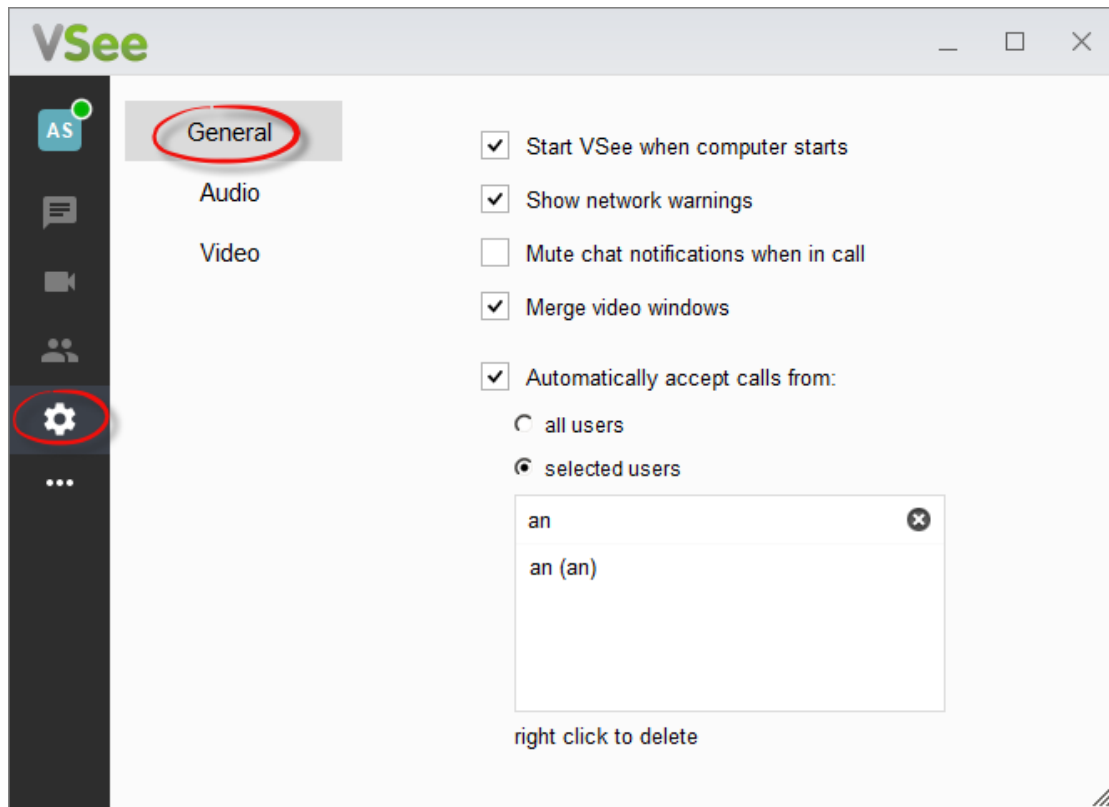 VSee
AS
General
Audio
Video
Start VSee when computer starts
Show network warnings
Mute chat notifications when in call
Merge video windows
Automatically accept calls from:
all users
selected users
an
an (an)
right click to delete